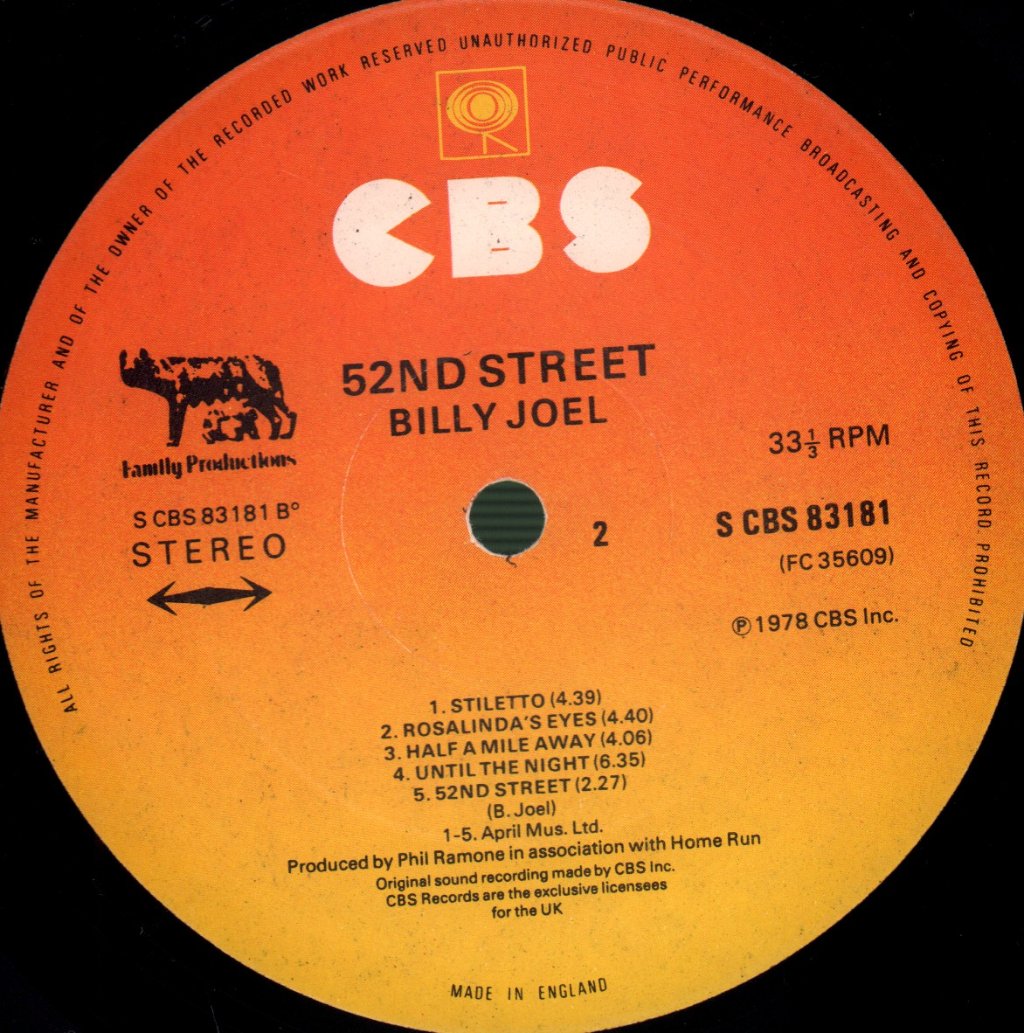 ALL RIGHTS OF THE MANUFACTURER AND OF THE OWNER OF THE RECORDED WORK RESERVED UNAUTHORIZED PUBLIC PERFORMANCE BROADCASTING AND COPYING OF THIS RECORD PROHIBITED
CBS
52ND STREET
BILLY JOEL
Family Productions
33⅓ RPM
S CBS 83181 B°
STEREO
2
S CBS 83181
(FC 35609)
℗ 1978 CBS Inc.
1. STILETTO (4.39)
2. ROSALINDA'S EYES (4.40)
3. HALF A MILE AWAY (4.06)
4. UNTIL THE NIGHT (6.35)
5. 52ND STREET (2.27)
(B. Joel)
1-5. April Mus. Ltd.
Produced by Phil Ramone in association with Home Run
Original sound recording made by CBS Inc.
CBS Records are the exclusive licensees
for the UK
MADE IN ENGLAND